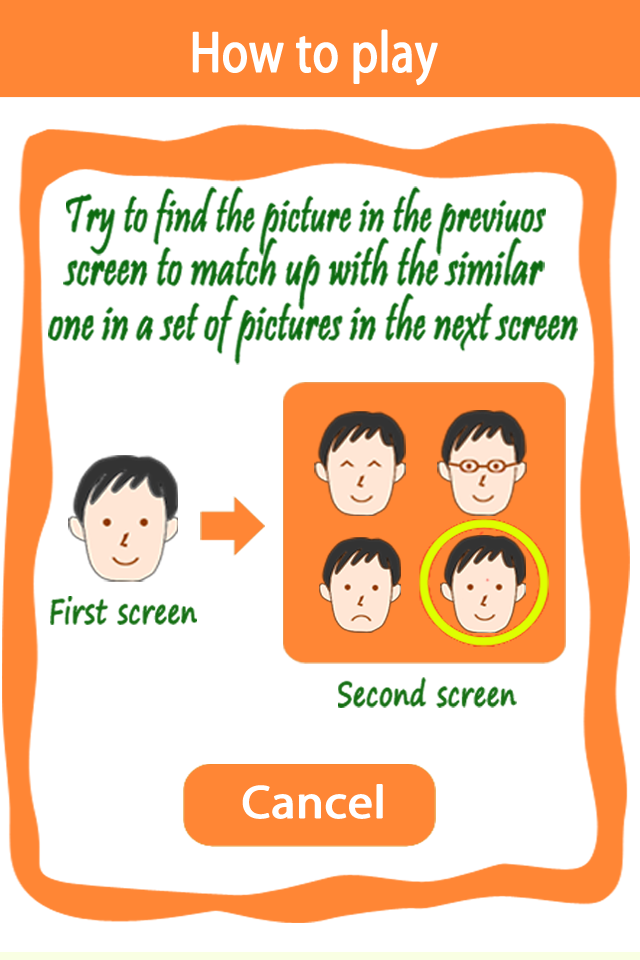 How to play
Try to find the picture in the previuos
screen to match up with the similar
one in a set of pictures in the next screen
First screen
Second screen
Cancel